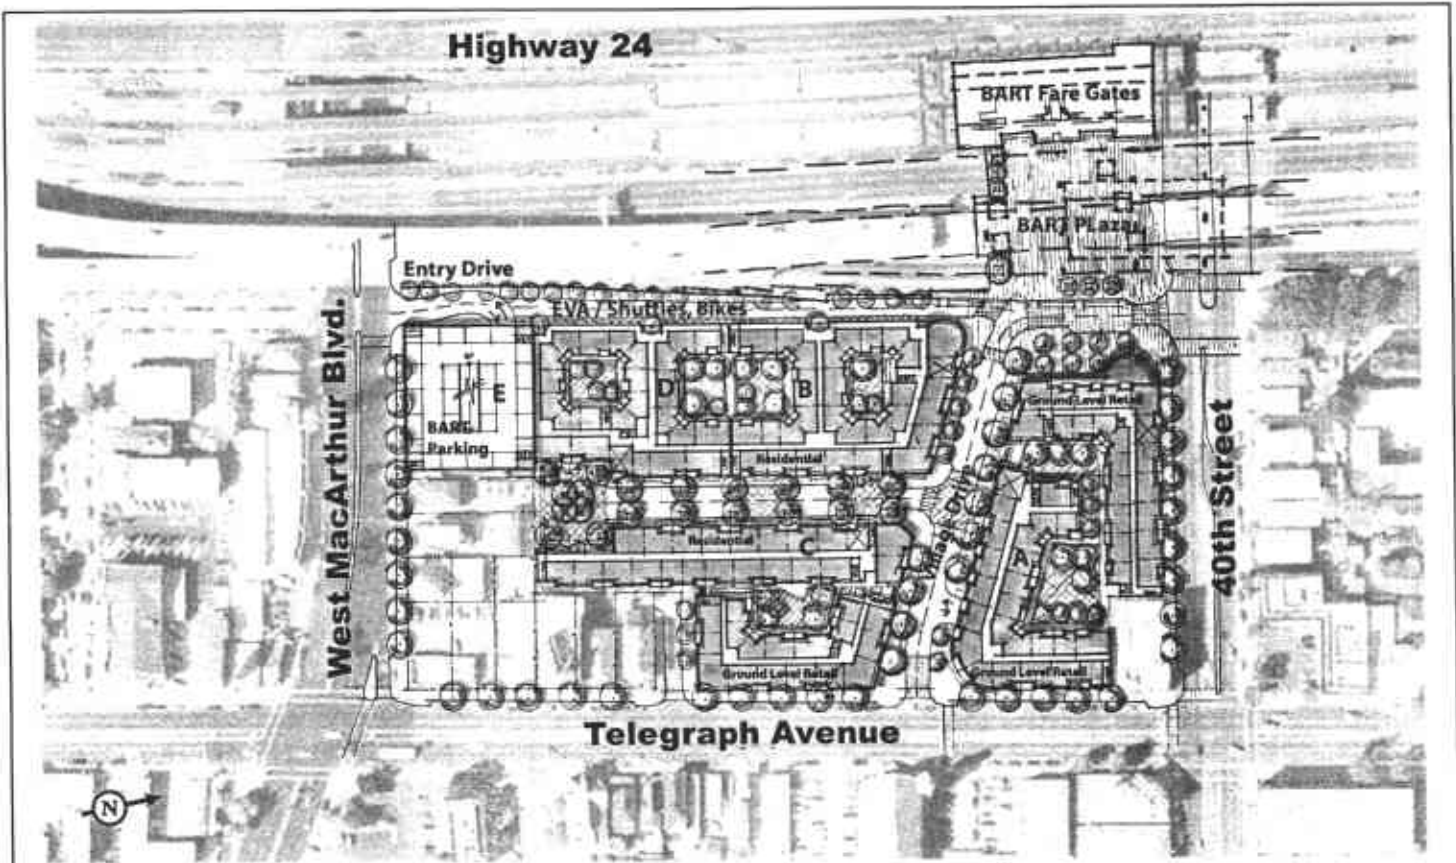 Highway 24
BART Fare Gates
BART PLaza
Entry Drive
EVA / Shuttles, Bikes
West MacArthur Blvd.
E
BART
Parking
D
B
Residential
Ground Level Retail
40th Street
Residential
C
A
Ground Level Retail
Ground Level Retail
Telegraph Avenue
N